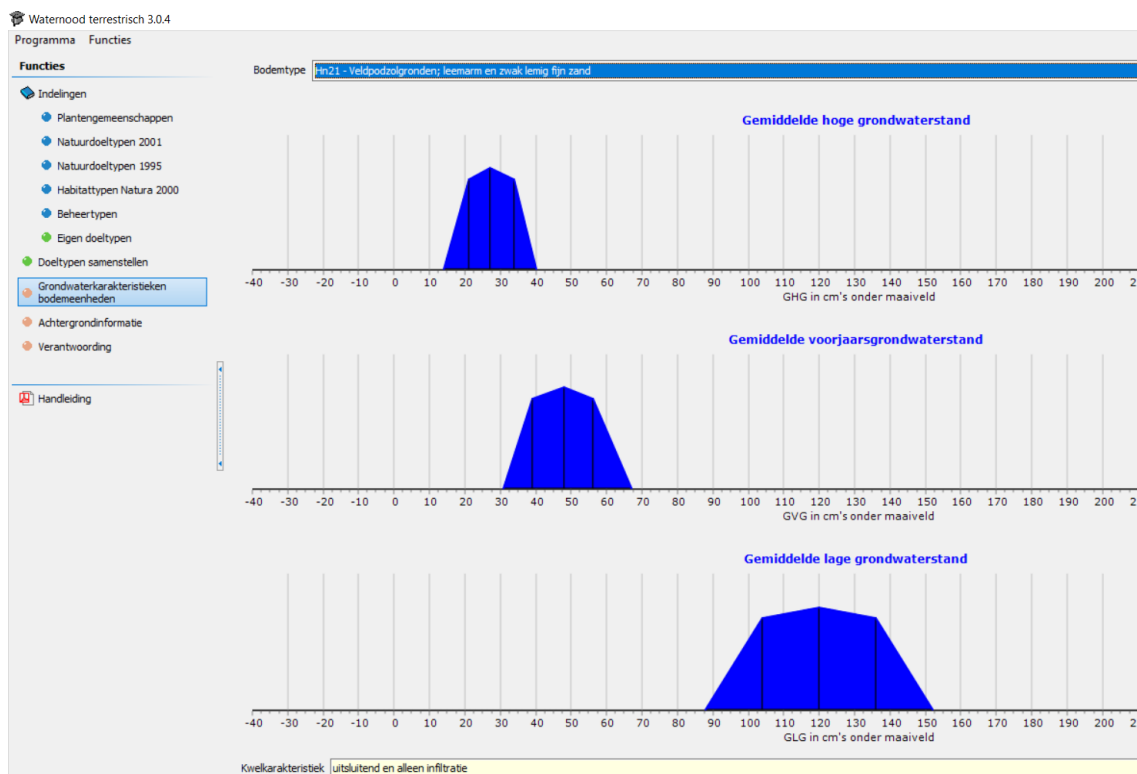 Waternood terrestrisch 3.0.4
Programma Functies
Functies
Indelingen
Plantengemeenschappen
Natuurdoeltypen 2001
Natuurdoeltypen 1995
Habitattypen Natura 2000
Beheertypen
Eigen doeltypen
Doeltypen samenstellen
Grondwaterkarakteristieken
bodemeenheden
Achtergrondinformatie
Verantwoording
Handleiding
Bodemtype Hn21 - Veldpodzolgronden; leemarm en zwak lemig fijn zand
Gemiddelde hoge grondwaterstand
-40 -30 -20 -10 0 10 20 30 40 50 60 70 80 90 100 110 120 130 140 150 160 170 180 190 200 2
GHG in cm's onder maaiveld
Gemiddelde voorjaarsgrondwaterstand
-40 -30 -20 -10 0 10 20 30 40 50 60 70 80 90 100 110 120 130 140 150 160 170 180 190 200 2
GVG in cm's onder maaiveld
Gemiddelde lage grondwaterstand
-40 -30 -20 -10 0 10 20 30 40 50 60 70 80 90 100 110 120 130 140 150 160 170 180 190 200 2
GLG in cm's onder maaiveld
Kwelkarakteristiek uitsluitend en alleen infiltratie